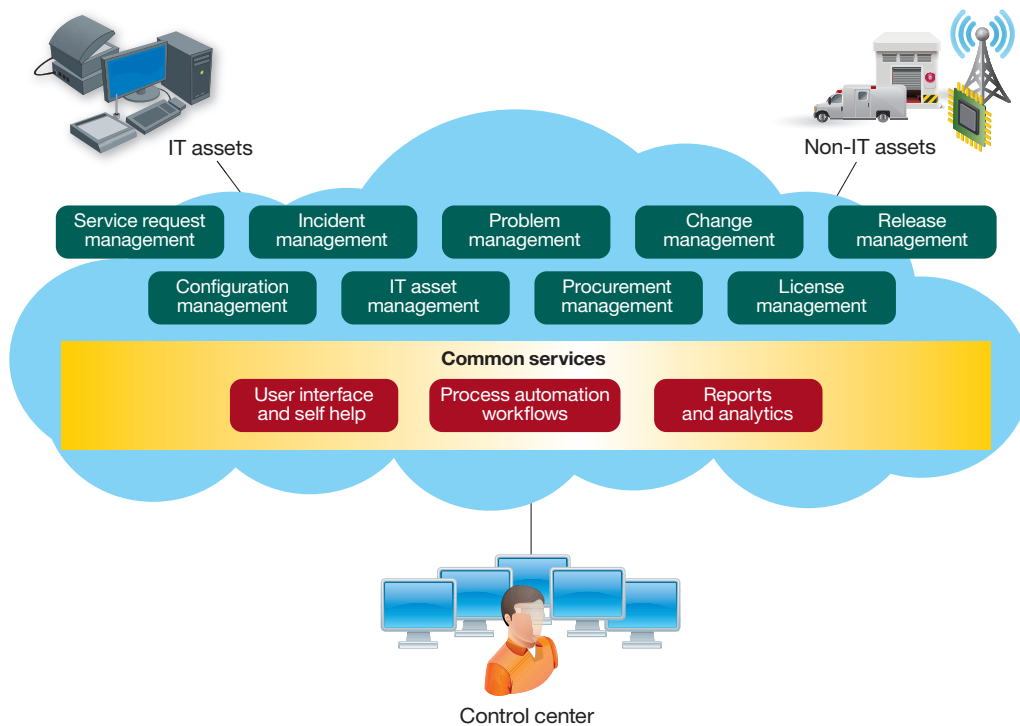 IT assets
Non-IT assets
Service request
management
Incident
management
Problem
management
Change
management
Release
management
Configuration
management
IT asset
management
Procurement
management
License
management
Common services
User interface
and self help
Process automation
workflows
Reports
and analytics
Control center